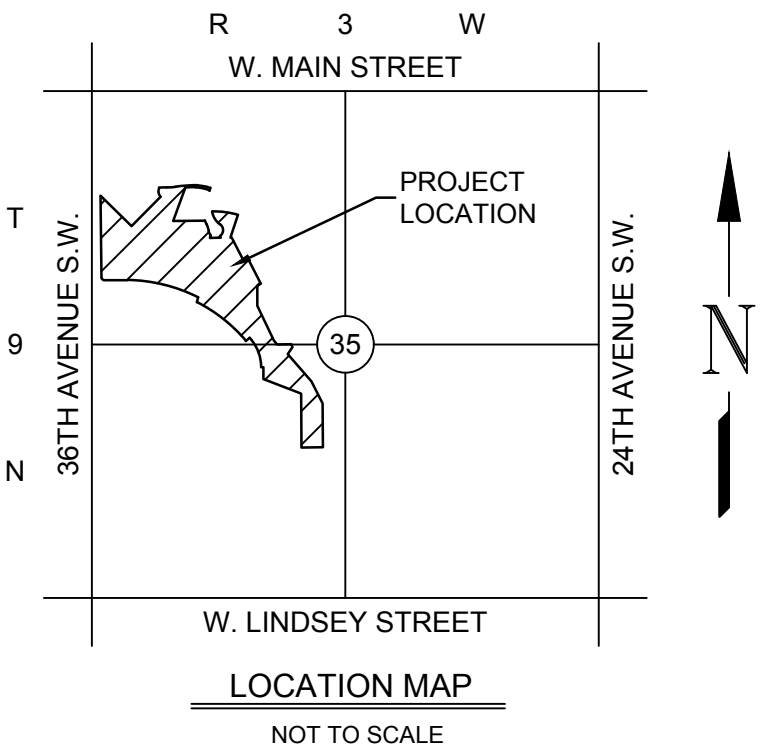 R 3 W
W. MAIN STREET
PROJECT
LOCATION
T
9
N
36TH AVENUE S.W.
35
24TH AVENUE S.W.
N
W. LINDSEY STREET
LOCATION MAP
NOT TO SCALE